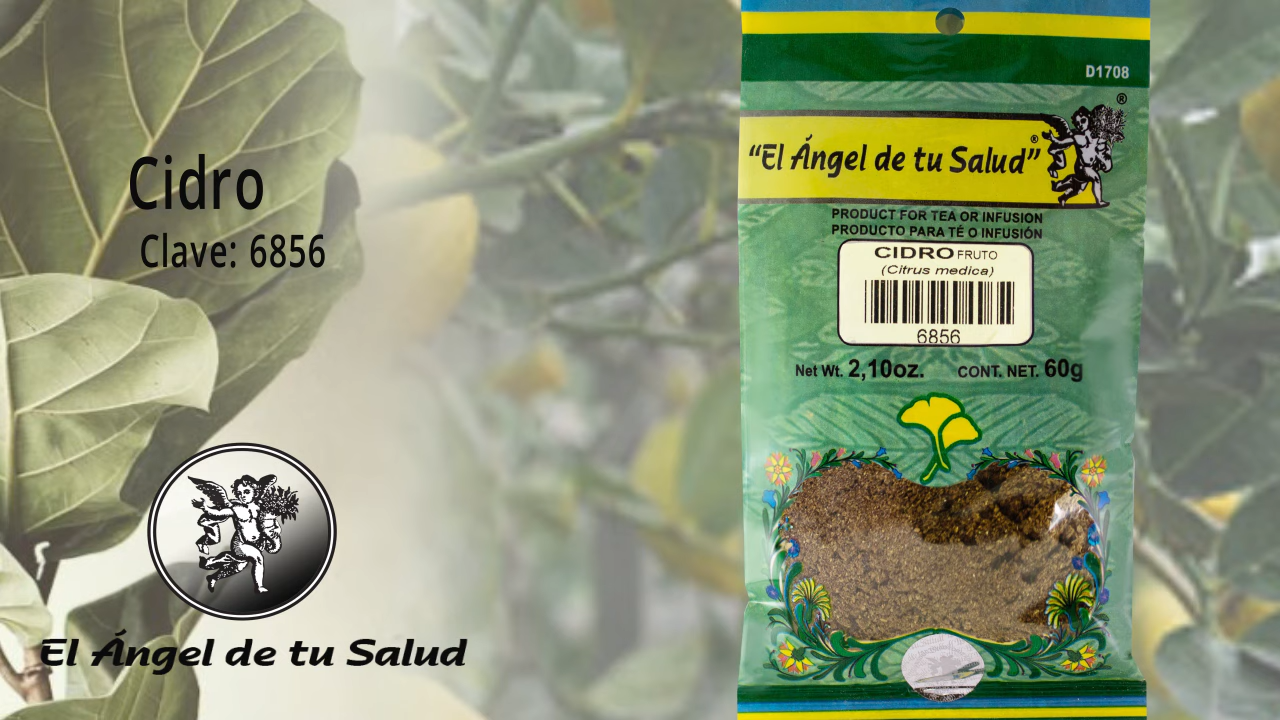 Cidro
Clave: 6856
El Ángel de tu Salud
D1708
®
"El Ángel de tu Salud"®
PRODUCT FOR TEA OR INFUSION
PRODUCTO PARA TÉ O INFUSIÓN
CIDRO FRUTO
(Citrus medica)
6856
Net Wt. 2,10oz. CONT. NET. 60g